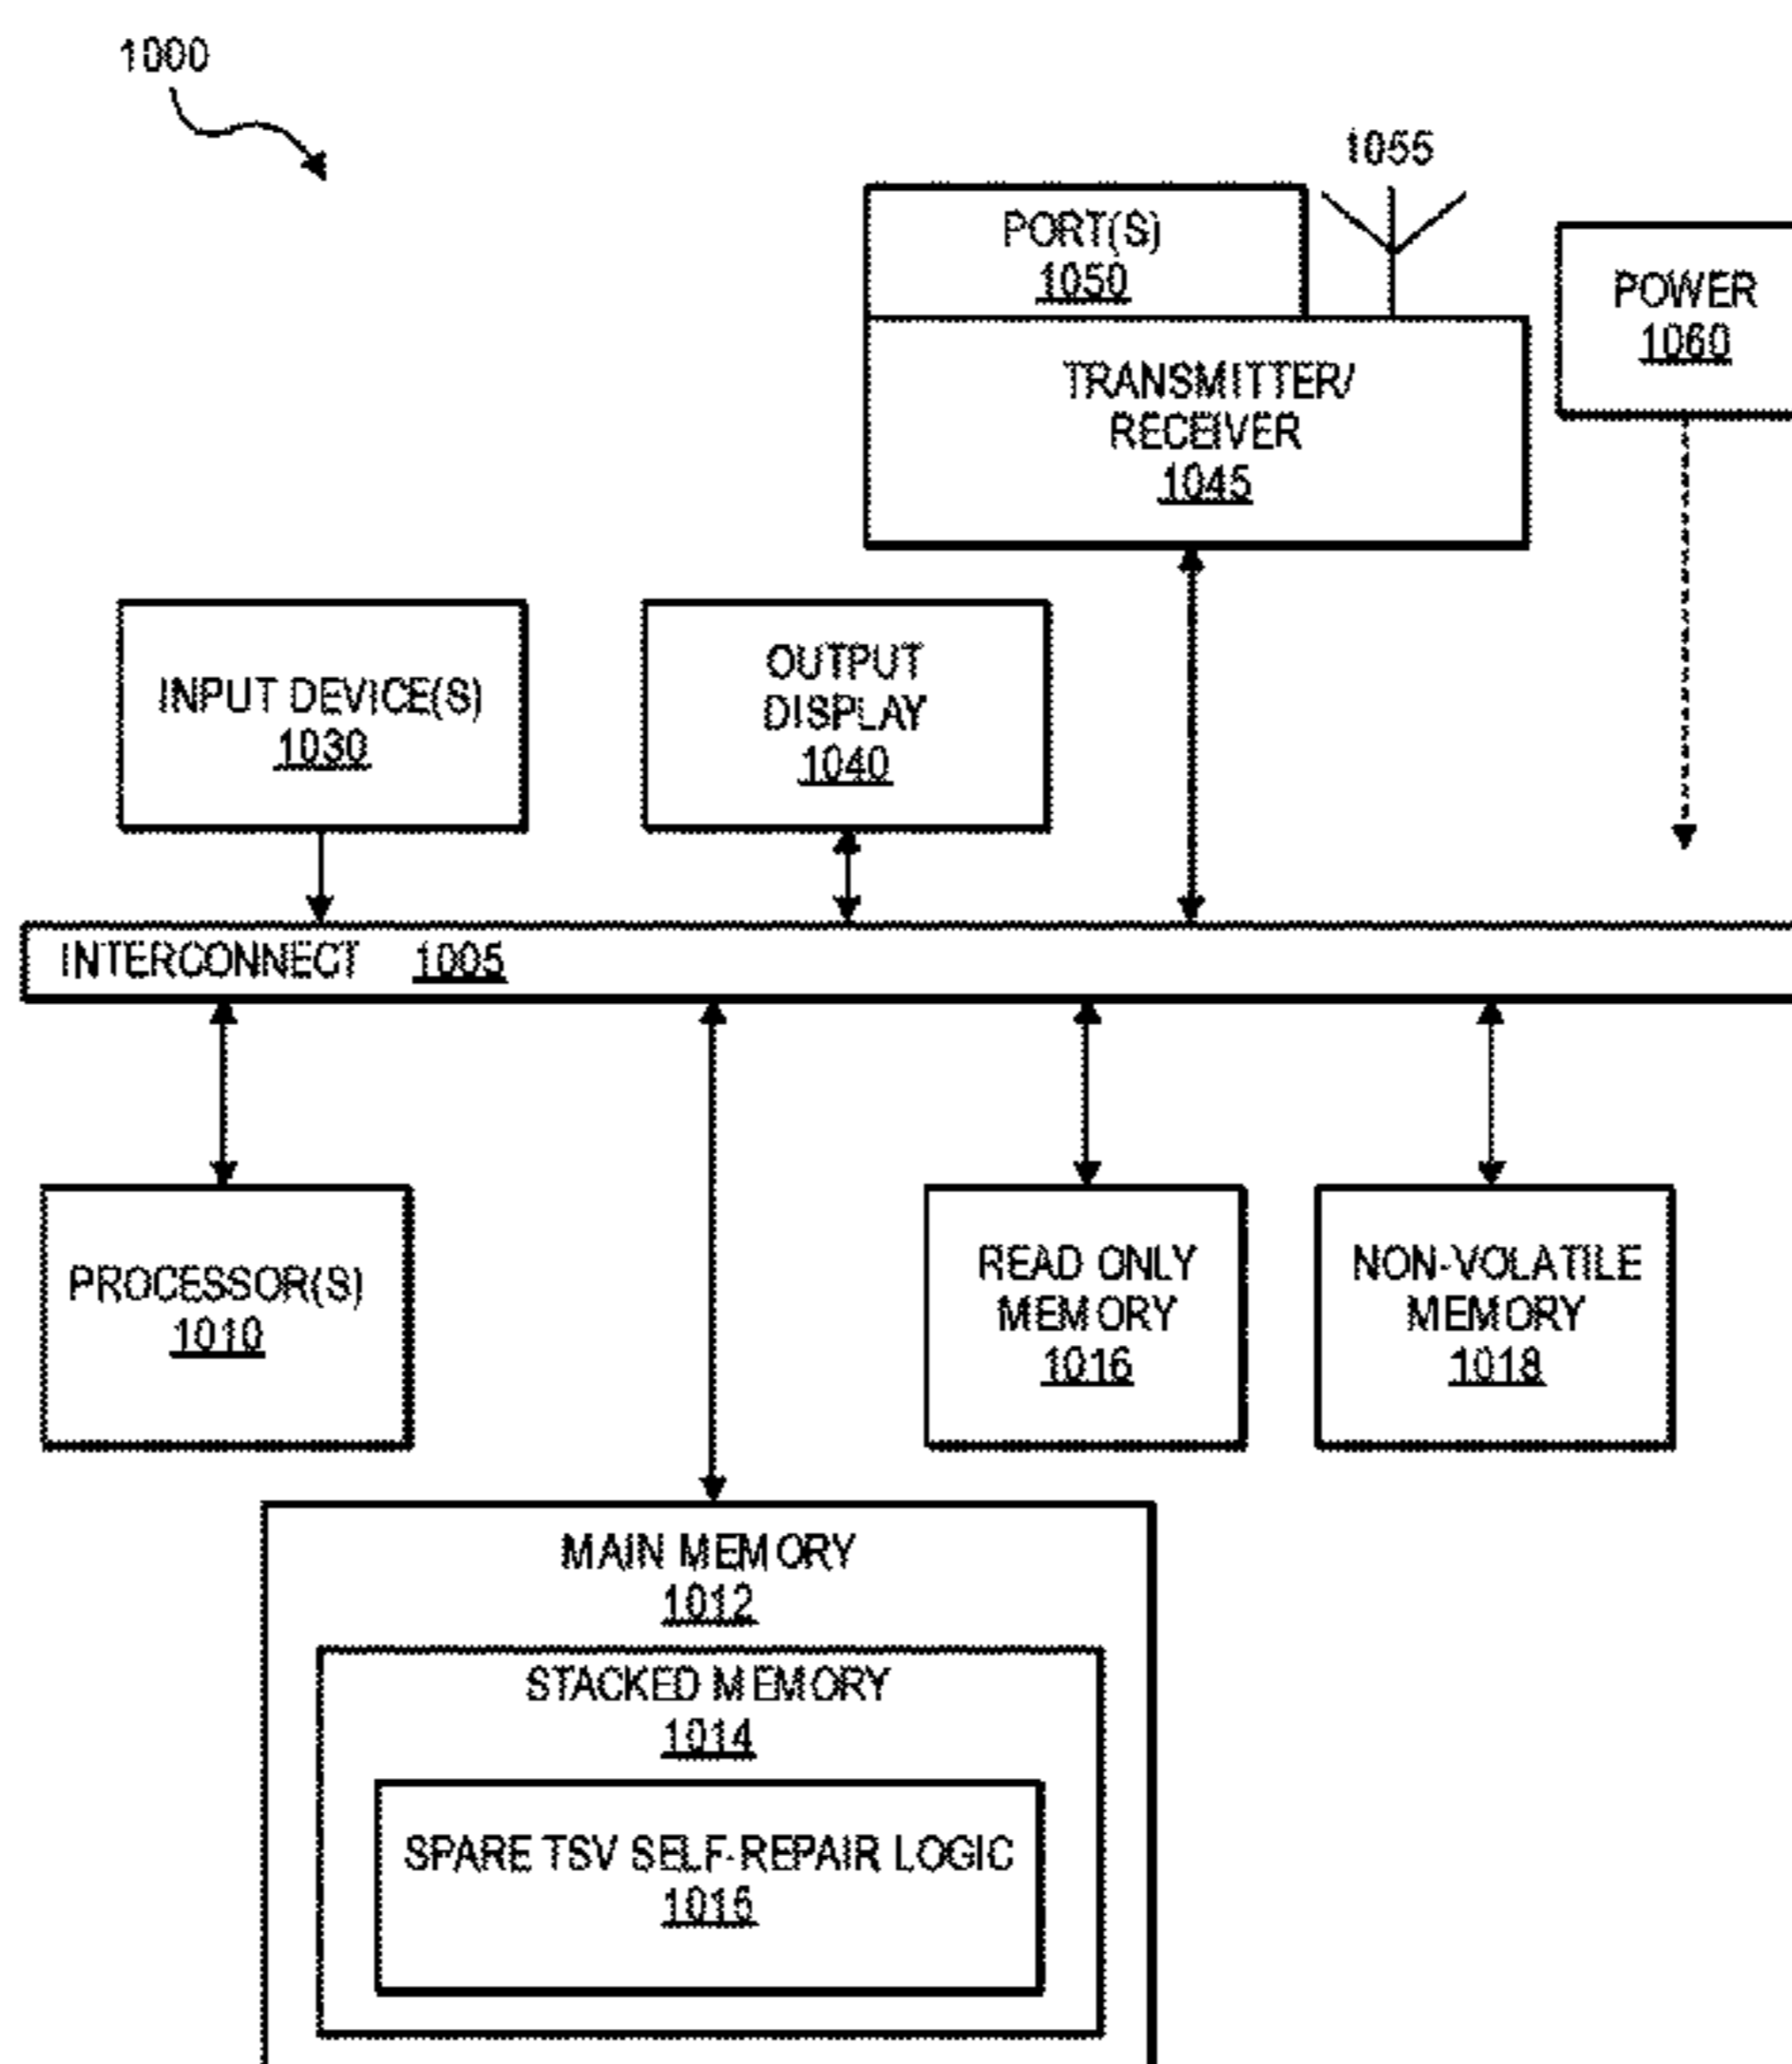 1000
1055
PORT(S)
1050
POWER
1060
TRANSMITTER/
RECEIVER
1045
INPUT DEVICE(S)
1030
OUTPUT
DISPLAY
1040
INTERCONNECT 1005
PROCESSOR(S)
1010
READ ONLY
MEMORY
1016
NON-VOLATILE
MEMORY
1018
MAIN MEMORY
1012
STACKED MEMORY
1014
SPARE TSV SELF-REPAIR LOGIC
1015